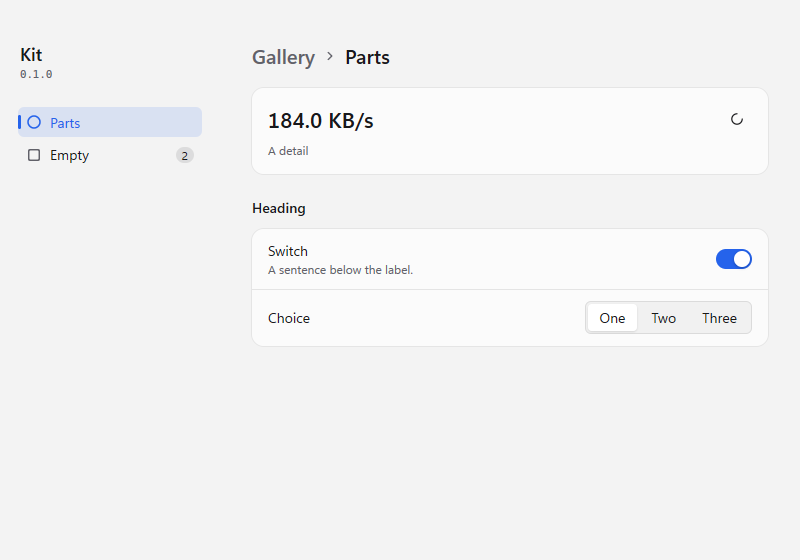 Kit
0.1.0
Parts
Empty 2
Gallery > Parts
184.0 KB/s
A detail
Heading
Switch
A sentence below the label.
Choice One Two Three